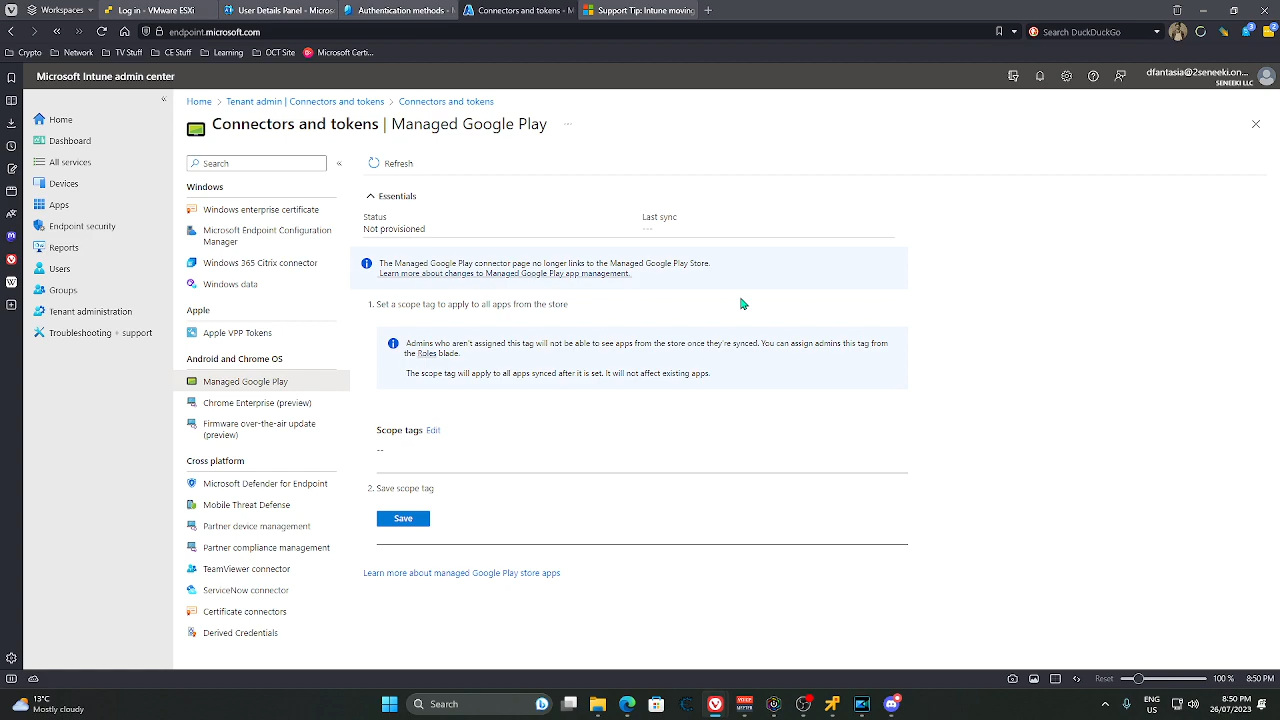 Workspaces
Log in - VMware ESXi
User Details Panel - Micros
Authentication methods -
Connectors and tokens - M
Support Tip: Intune moving
endpoint.microsoft.com
Search DuckDuckGo
3
2
Crypto
Network
TV Stuff
CE Stuff
Learning
OCT Site
Microsoft Certi...
Microsoft Intune admin center
dfantasia@2seneeki.on...
SENEEKI LLC
Home > Tenant admin | Connectors and tokens > Connectors and tokens
Connectors and tokens | Managed Google Play
Home
Dashboard
All services
Devices
Apps
Endpoint security
Reports
Users
Groups
Tenant administration
Troubleshooting + support
Search
Windows
Windows enterprise certificate
Microsoft Endpoint Configuration
Manager
Windows 365 Citrix connector
Windows data
Apple
Apple VPP Tokens
Android and Chrome OS
Managed Google Play
Chrome Enterprise (preview)
Firmware over-the-air update
(preview)
Cross platform
Microsoft Defender for Endpoint
Mobile Threat Defense
Partner device management
Partner compliance management
TeamViewer connector
ServiceNow connector
Certificate connectors
Derived Credentials
Refresh
Essentials
Status
Not provisioned
Last sync
---
The Managed Google Play connector page no longer links to the Managed Google Play Store.
Learn more about changes to Managed Google Play app management.
1. Set a scope tag to apply to all apps from the store
Admins who aren't assigned this tag will not be able to see apps from the store once they're synced. You can assign admins this tag from
the Roles blade.
The scope tag will apply to all apps synced after it is set. It will not affect existing apps.
Scope tags Edit
--
2. Save scope tag
Save
Learn more about managed Google Play store apps
Reset
100 %
8:50 PM
13°C
Mostly cloudy
Search
ENG
US
8:50 PM
26/07/2023